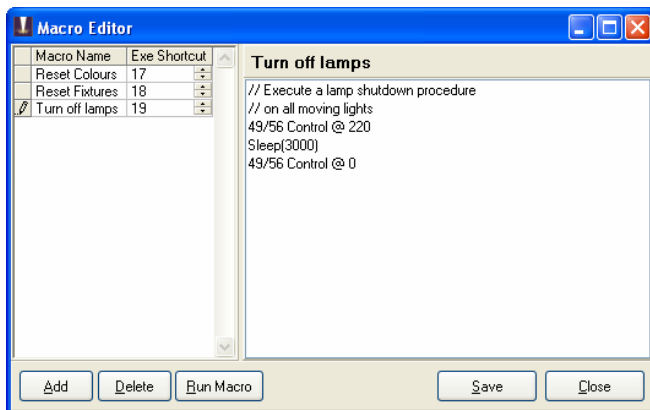 Macro Editor
Macro Name Exe Shortcut
Reset Colours 17
Reset Fixtures 18
Turn off lamps 19
Turn off lamps
// Execute a lamp shutdown procedure
// on all moving lights
49/56 Control @ 220
Sleep(3000)
49/56 Control @ 0
Add Delete Run Macro Save Close